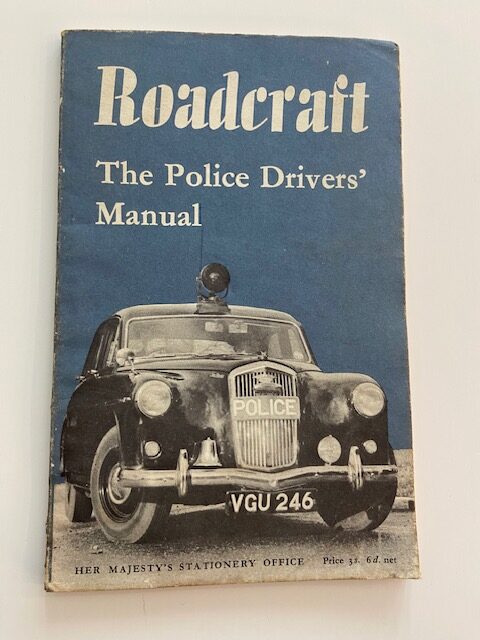 Roadcraft
The Police Drivers'
Manual
POLICE
VGU 246
HER MAJESTY'S STATIONERY OFFICE Price 3s. 6d. net